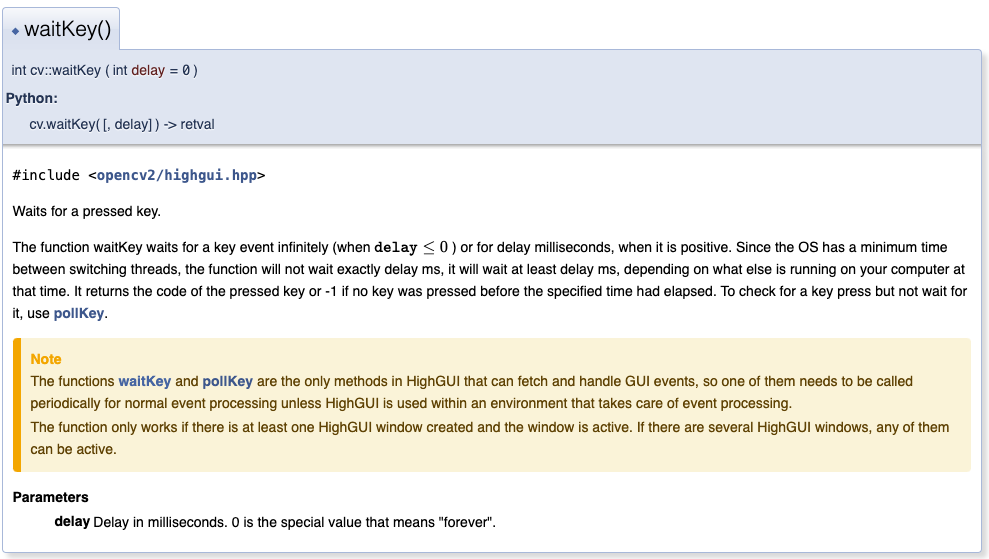 ◆ waitKey()
int cv::waitKey ( int delay = 0 )
Python:
cv.waitKey( [, delay] ) -> retval
#include <opencv2/highgui.hpp>
Waits for a pressed key.
The function waitKey waits for a key event infinitely (when delay ≤ 0 ) or for delay milliseconds, when it is positive. Since the OS has a minimum time
between switching threads, the function will not wait exactly delay ms, it will wait at least delay ms, depending on what else is running on your computer at
that time. It returns the code of the pressed key or -1 if no key was pressed before the specified time had elapsed. To check for a key press but not wait for
it, use pollKey.
Note
The functions waitKey and pollKey are the only methods in HighGUI that can fetch and handle GUI events, so one of them needs to be called
periodically for normal event processing unless HighGUI is used within an environment that takes care of event processing.
The function only works if there is at least one HighGUI window created and the window is active. If there are several HighGUI windows, any of them
can be active.
Parameters
delay Delay in milliseconds. 0 is the special value that means "forever".